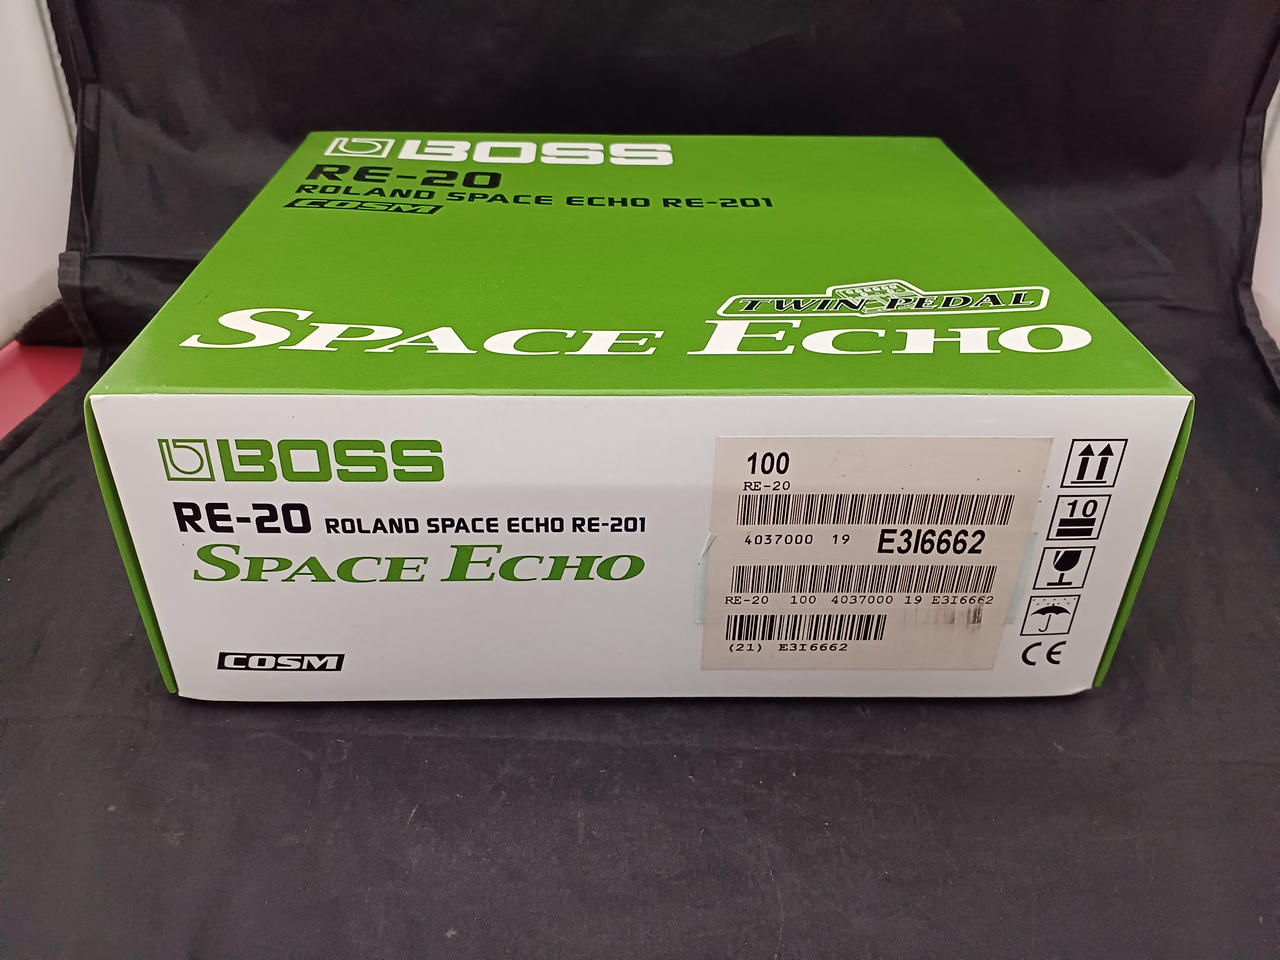 BOSS
RE-20
ROLAND SPACE ECHO RE-201
COSM
TWIN PEDAL
SPACE ECHO
BOSS
RE-20 ROLAND SPACE ECHO RE-201
SPACE ECHO
COSM
100
RE-20
4037000 19 E3I6662
RE-20 100 4037000 19 E3I6662
(21) E3I6662
10
CE